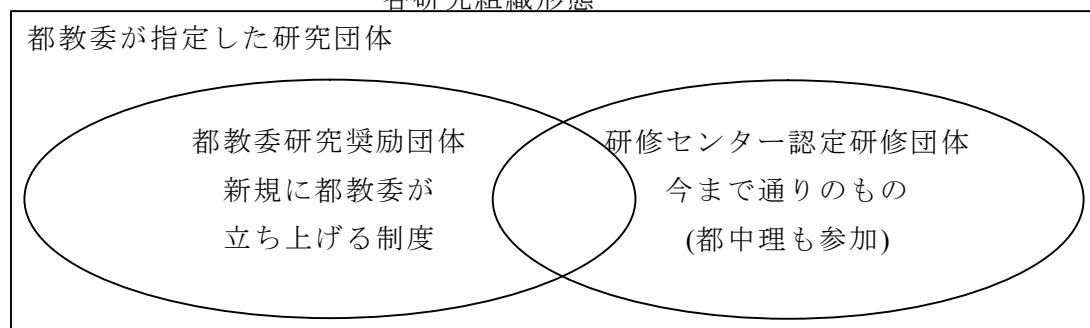 各研究組織形態
都教委が指定した研究団体
都教委研究奨励団体
新規に都教委が
立ち上げる制度
研修センター認定研修団体
今まで通りのもの
(都中理も参加)